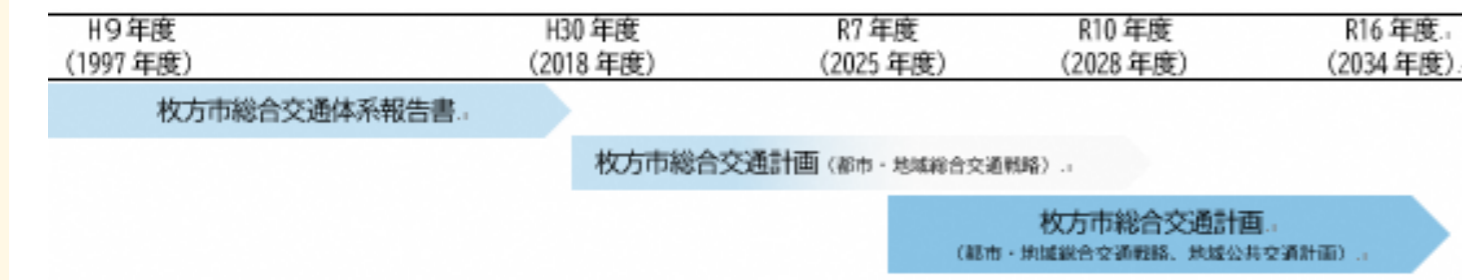 H9年度 H30年度 R7年度 R10年度 R16年度
(1997年度) (2018年度) (2025年度) (2028年度) (2034年度)
枚方市総合交通体系報告書
枚方市総合交通計画(都市・地域総合交通戦略)
枚方市総合交通計画
(都市・地域総合交通戦略、地域公共交通計画)